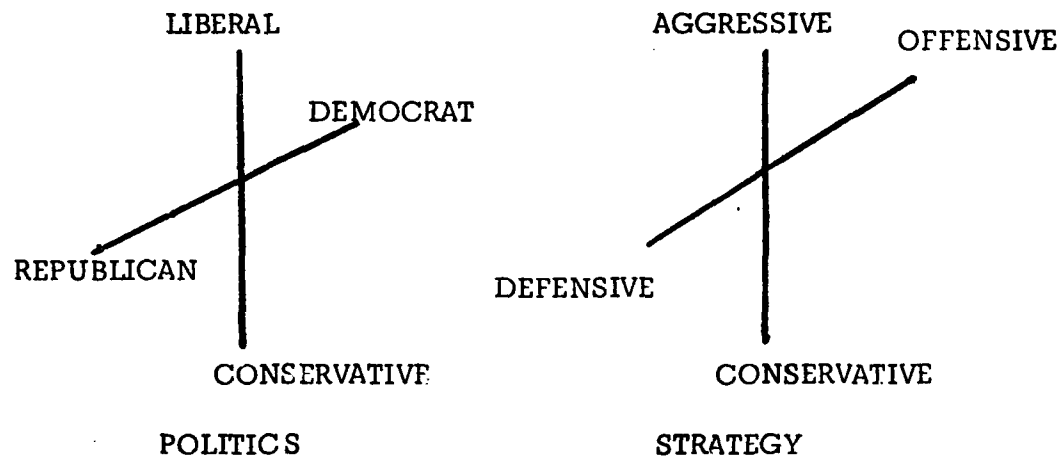 LIBERAL
DEMOCRAT
REPUBLICAN
CONSERVATIVE
POLITICS
AGGRESSIVE
OFFENSIVE
DEFENSIVE
CONSERVATIVE
STRATEGY